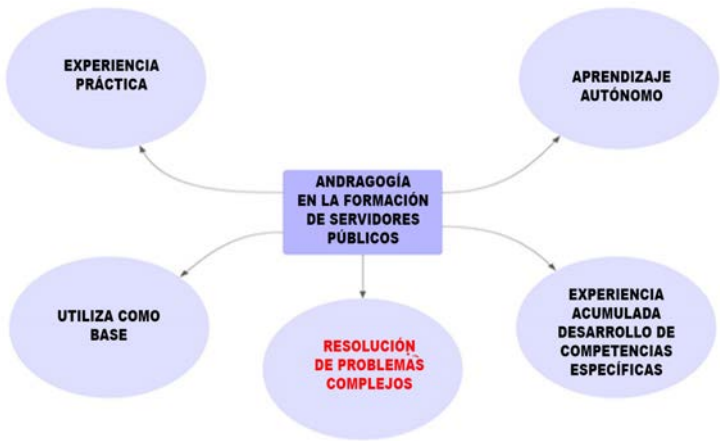 EXPERIENCIA
PRÁCTICA
APRENDIZAJE
AUTÓNOMO
ANDRAGOGÍA
EN LA FORMACIÓN
DE SERVIDORES
PÚBLICOS
UTILIZA COMO
BASE
RESOLUCIÓN
DE PROBLEMAS
COMPLEJOS
EXPERIENCIA
ACUMULADA
DESARROLLO DE
COMPETENCIAS
ESPECÍFICAS